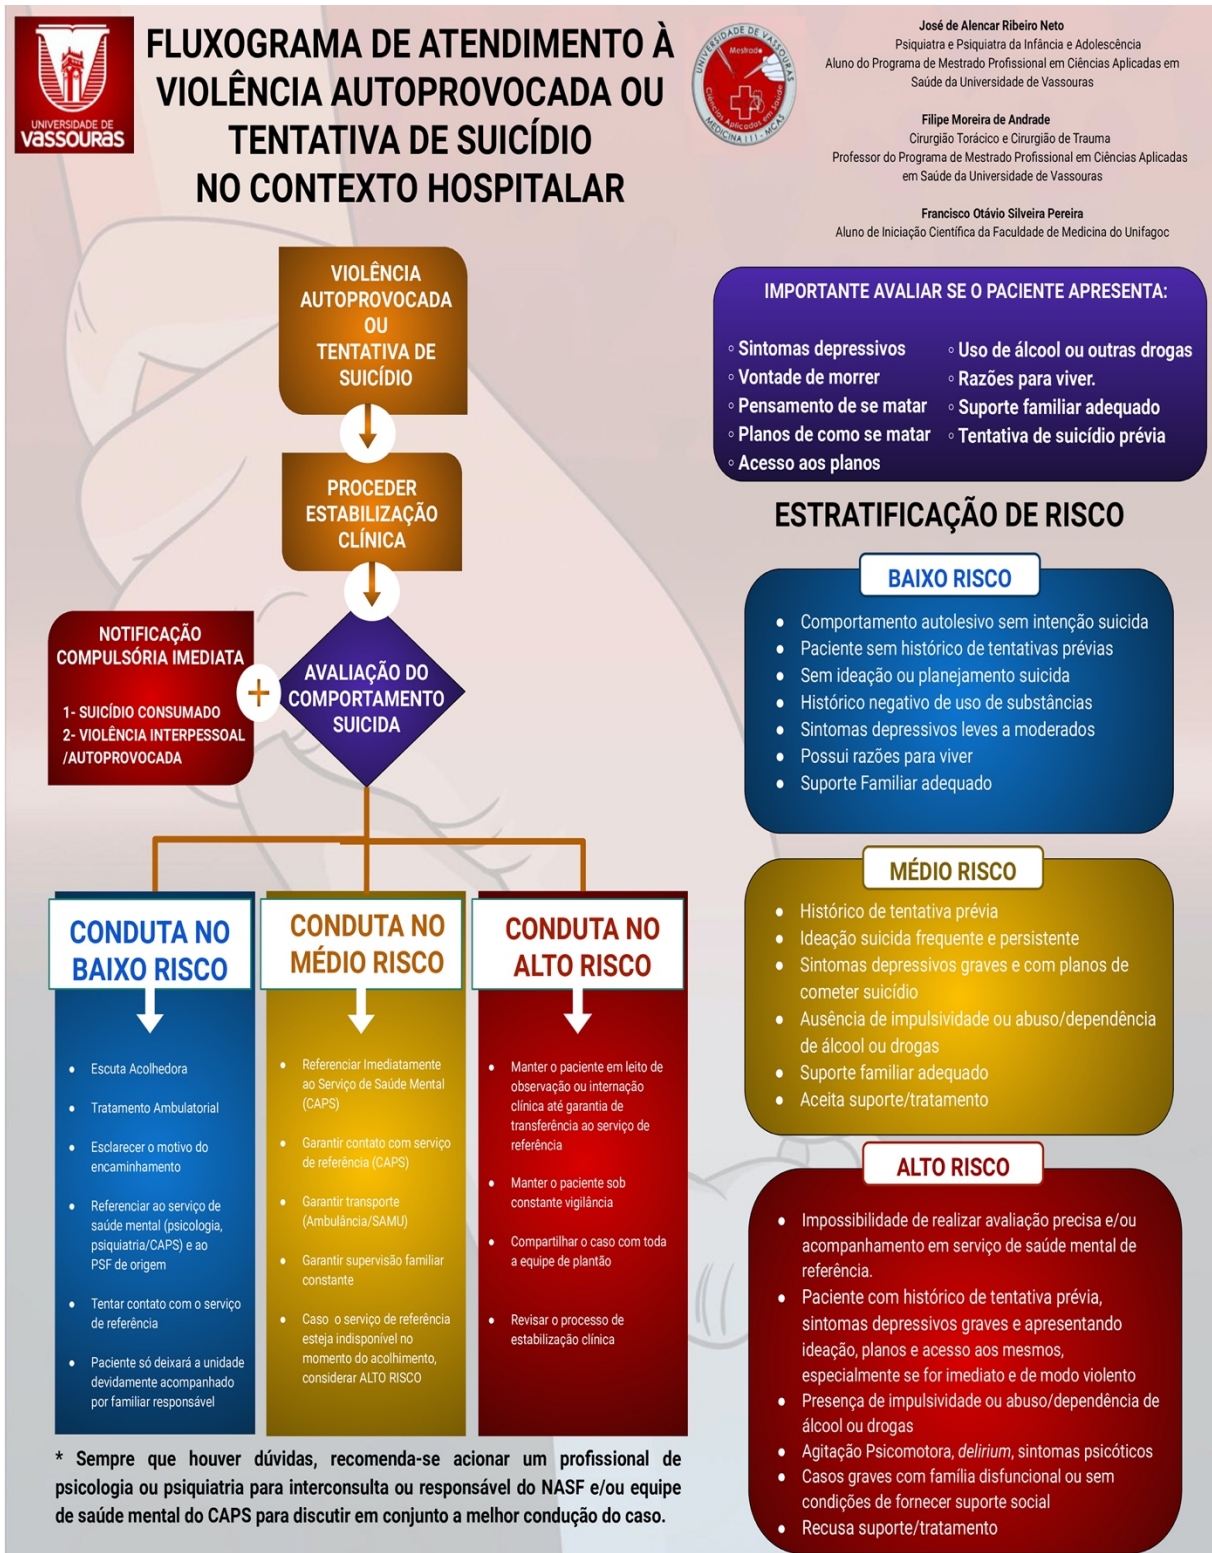 UNIVERSIDADE DE
VASSOURAS
FLUXOGRAMA DE ATENDIMENTO À
VIOLÊNCIA AUTOPROVOCADA OU
TENTATIVA DE SUICÍDIO
NO CONTEXTO HOSPITALAR
UNIVERSIDADE DE VASSOURAS
Mestrado
Ciências Aplicadas em Saúde
MEDICINA III - MCAS
José de Alencar Ribeiro Neto
Psiquiatra e Psiquiatra da Infância e Adolescência
Aluno do Programa de Mestrado Profissional em Ciências Aplicadas em
Saúde da Universidade de Vassouras
Filipe Moreira de Andrade
Cirurgião Torácico e Cirurgião de Trauma
Professor do Programa de Mestrado Profissional em Ciências Aplicadas
em Saúde da Universidade de Vassouras
Francisco Otávio Silveira Pereira
Aluno de Iniciação Científica da Faculdade de Medicina do Unifagoc
VIOLÊNCIA
AUTOPROVOCADA
OU
TENTATIVA DE
SUICÍDIO
PROCEDER
ESTABILIZAÇÃO
CLÍNICA
NOTIFICAÇÃO
COMPULSÓRIA IMEDIATA
1- SUICÍDIO CONSUMADO
2- VIOLÊNCIA INTERPESSOAL
/AUTOPROVOCADA
+
AVALIAÇÃO DO
COMPORTAMENTO
SUICIDA
CONDUTA NO
BAIXO RISCO
• Escuta Acolhedora
• Tratamento Ambulatorial
• Esclarecer o motivo do
encaminhamento
• Referenciar ao serviço de
saúde mental (psicologia,
psiquiatria/CAPS) e ao
PSF de origem
• Tentar contato com o serviço
de referência
• Paciente só deixará a unidade
devidamente acompanhado
por familiar responsável
CONDUTA NO
MÉDIO RISCO
• Referenciar Imediatamente
ao Serviço de Saúde Mental
(CAPS)
• Garantir contato com serviço
de referência (CAPS)
• Garantir transporte
(Ambulância/SAMU)
• Garantir supervisão familiar
constante
• Caso o serviço de referência
esteja indisponível no
momento do acolhimento,
considerar ALTO RISCO
CONDUTA NO
ALTO RISCO
• Manter o paciente em leito de
observação ou internação
clínica até garantia de
transferência ao serviço de
referência
• Manter o paciente sob
constante vigilância
• Compartilhar o caso com toda
a equipe de plantão
• Revisar o processo de
estabilização clínica
* Sempre que houver dúvidas, recomenda-se acionar um profissional de
psicologia ou psiquiatria para interconsulta ou responsável do NASF e/ou equipe
de saúde mental do CAPS para discutir em conjunto a melhor condução do caso.
IMPORTANTE AVALIAR SE O PACIENTE APRESENTA:
◦ Sintomas depressivos
◦ Vontade de morrer
◦ Pensamento de se matar
◦ Planos de como se matar
◦ Acesso aos planos
◦ Uso de álcool ou outras drogas
◦ Razões para viver.
◦ Suporte familiar adequado
◦ Tentativa de suicídio prévia
ESTRATIFICAÇÃO DE RISCO
BAIXO RISCO
• Comportamento autolesivo sem intenção suicida
• Paciente sem histórico de tentativas prévias
• Sem ideação ou planejamento suicida
• Histórico negativo de uso de substâncias
• Sintomas depressivos leves a moderados
• Possui razões para viver
• Suporte Familiar adequado
MÉDIO RISCO
• Histórico de tentativa prévia
• Ideação suicida frequente e persistente
• Sintomas depressivos graves e com planos de
cometer suicídio
• Ausência de impulsividade ou abuso/dependência
de álcool ou drogas
• Suporte familiar adequado
• Aceita suporte/tratamento
ALTO RISCO
• Impossibilidade de realizar avaliação precisa e/ou
acompanhamento em serviço de saúde mental de
referência.
• Paciente com histórico de tentativa prévia,
sintomas depressivos graves e apresentando
ideação, planos e acesso aos mesmos,
especialmente se for imediato e de modo violento
• Presença de impulsividade ou abuso/dependência de
álcool ou drogas
• Agitação Psicomotora, delirium, sintomas psicóticos
• Casos graves com família disfuncional ou sem
condições de fornecer suporte social
• Recusa suporte/tratamento